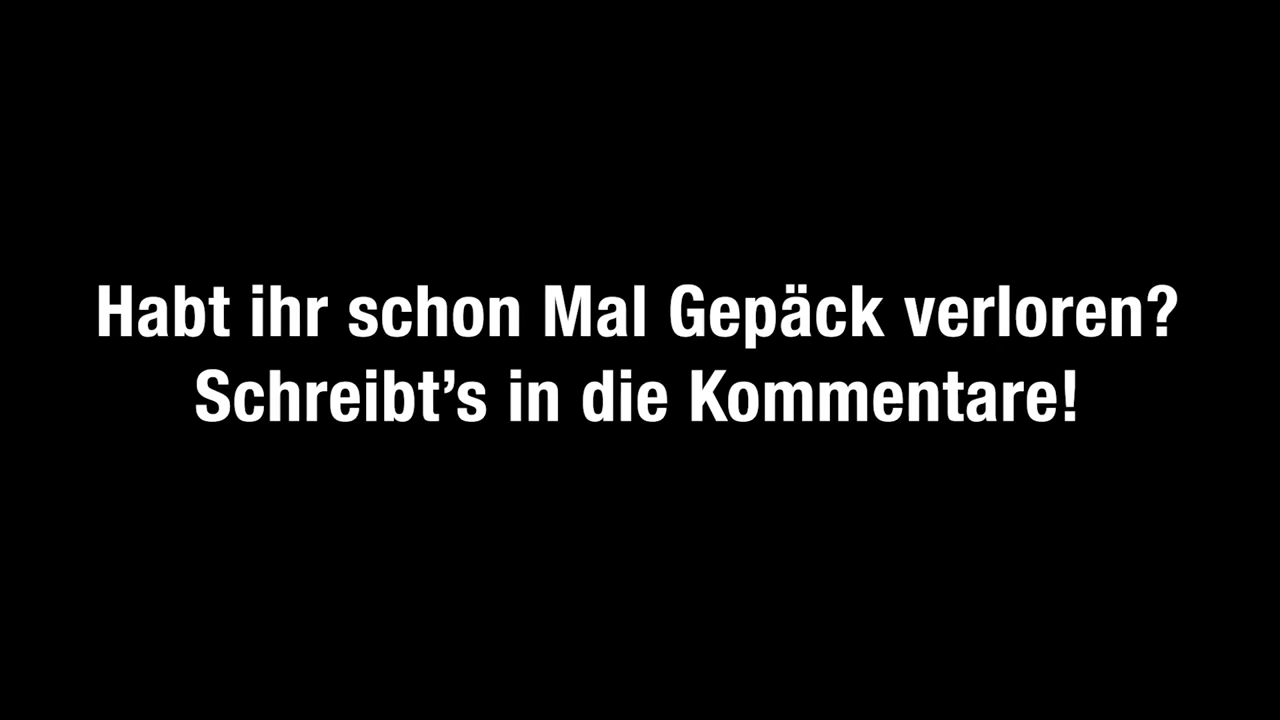 Habt ihr schon Mal Gepäck verloren?
Schreibt’s in die Kommentare!